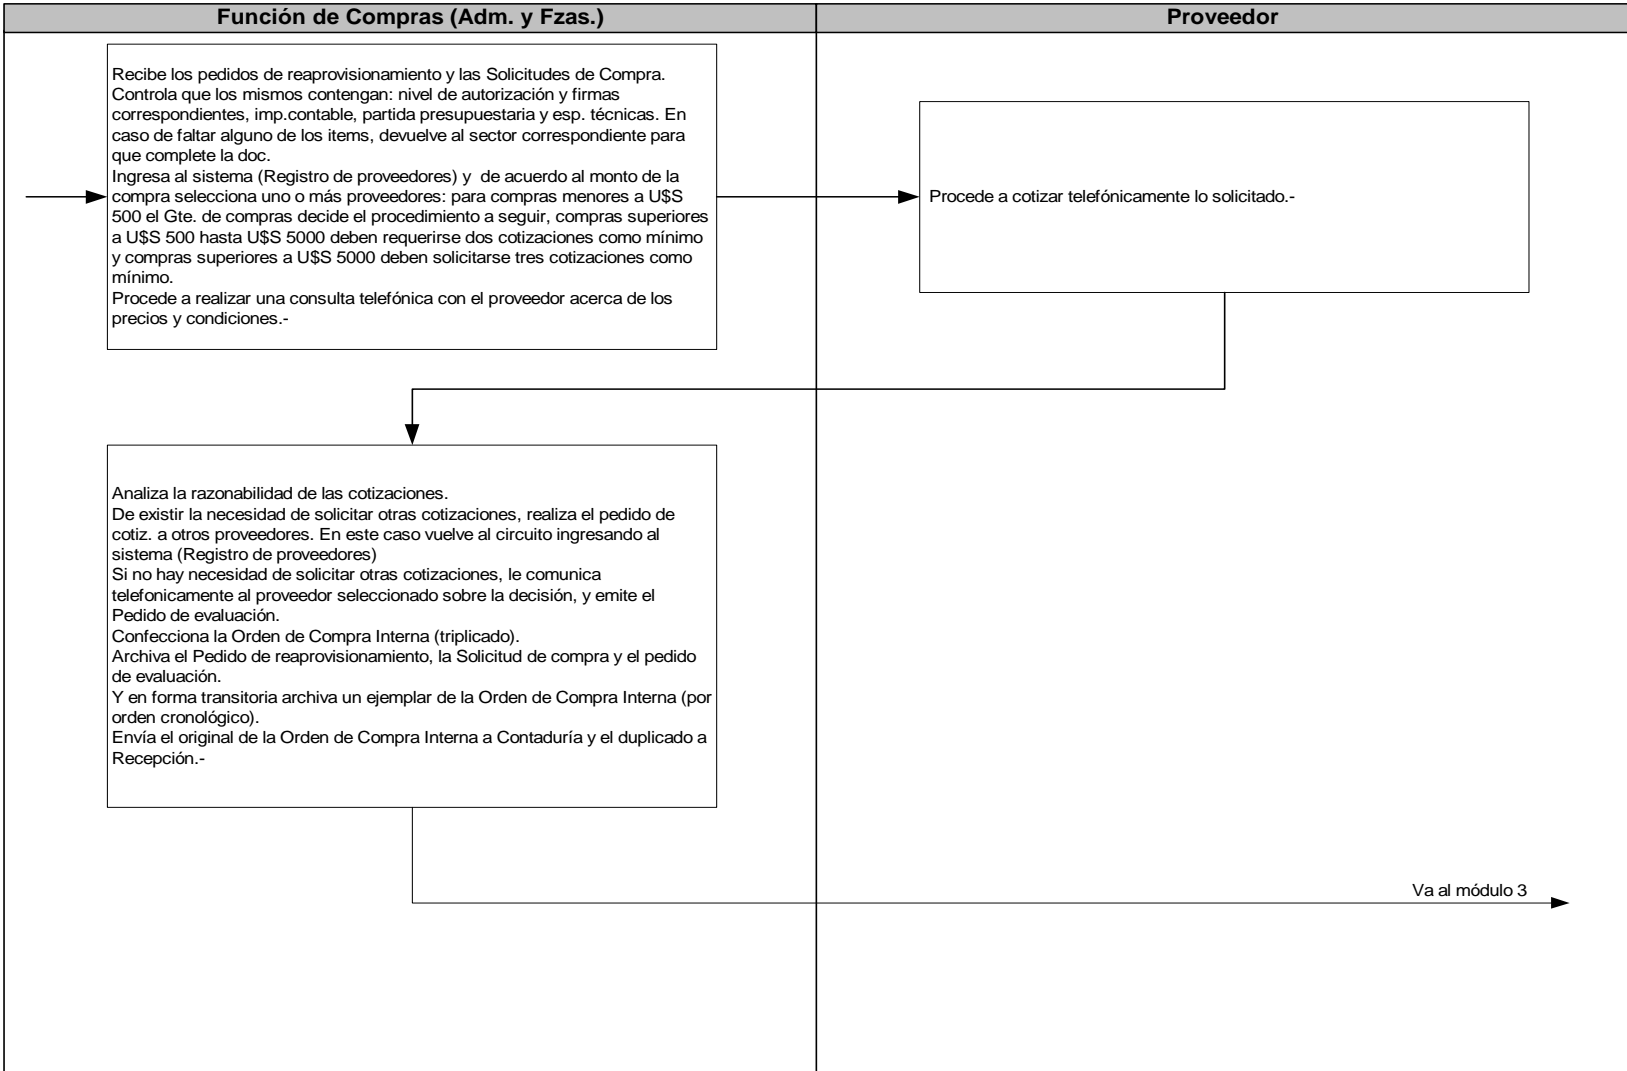 Función de Compras (Adm. y Fzas.)
Proveedor
Recibe los pedidos de reaprovisionamiento y las Solicitudes de Compra.
Controla que los mismos contengan: nivel de autorización y firmas
correspondientes, imp.contable, partida presupuestaria y esp. técnicas. En
caso de faltar alguno de los items, devuelve al sector correspondiente para
que complete la doc.
Ingresa al sistema (Registro de proveedores) y  de acuerdo al monto de la
compra selecciona uno o más proveedores: para compras menores a U$S
500 el Gte. de compras decide el procedimiento a seguir, compras superiores
a U$S 500 hasta U$S 5000 deben requerirse dos cotizaciones como mínimo
y compras superiores a U$S 5000 deben solicitarse tres cotizaciones como
mínimo.
Procede a realizar una consulta telefónica con el proveedor acerca de los
precios y condiciones.-
Procede a cotizar telefónicamente lo solicitado.-
Analiza la razonabilidad de las cotizaciones.
De existir la necesidad de solicitar otras cotizaciones, realiza el pedido de
cotiz. a otros proveedores. En este caso vuelve al circuito ingresando al
sistema (Registro de proveedores)
Si no hay necesidad de solicitar otras cotizaciones, le comunica
telefonicamente al proveedor seleccionado sobre la decisión, y emite el
Pedido de evaluación.
Confecciona la Orden de Compra Interna (triplicado).
Archiva el Pedido de reaprovisionamiento, la Solicitud de compra y el pedido
de evaluación.
Y en forma transitoria archiva un ejemplar de la Orden de Compra Interna (por
orden cronológico).
Envía el original de la Orden de Compra Interna a Contaduría y el duplicado a
Recepción.-
Va al módulo 3